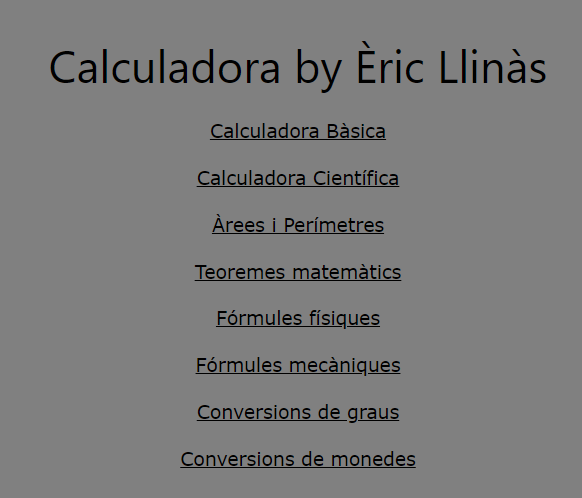 Calculadora by Èric Llinàs
Calculadora Bàsica
Calculadora Científica
Àrees i Perímetres
Teoremes matemàtics
Fórmules físiques
Fórmules mecàniques
Conversions de graus
Conversions de monedes